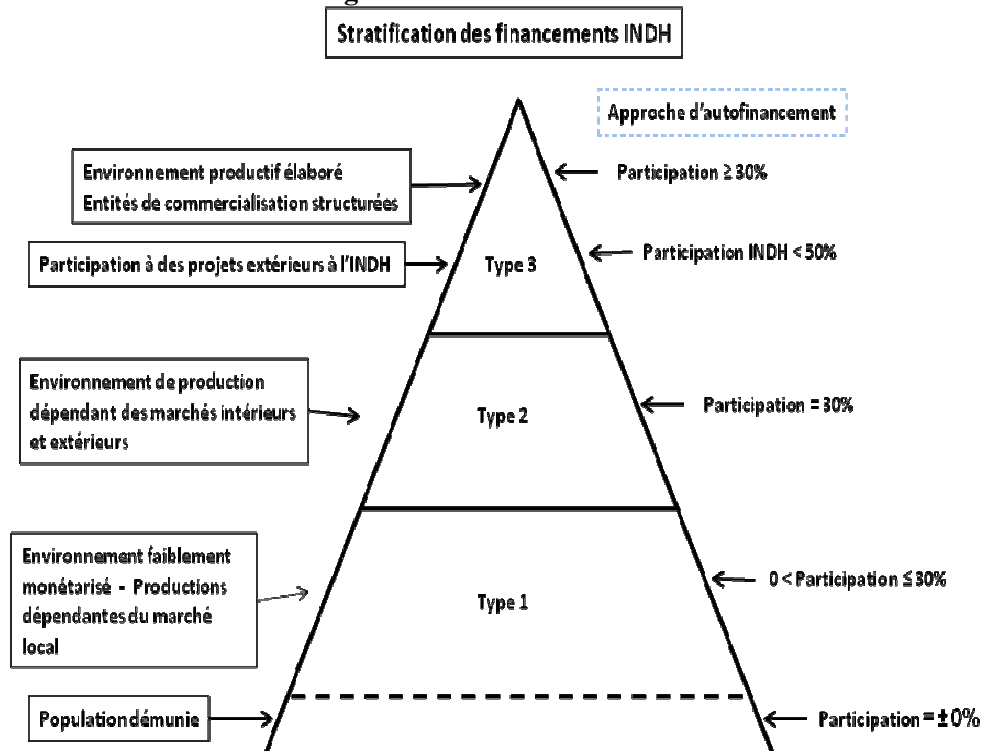 Stratification des financements INDH
Approche d'autofinancement
Environnement productif élaboré
Entités de commercialisation structurées
Participation ≥ 30%
Participation à des projets extérieurs à l'INDH
Type 3
Participation INDH < 50%
Environnement de production
dépendant des marchés intérieurs
et extérieurs
Type 2
Participation = 30%
Environnement faiblement
monétarisé - Productions
dépendantes du marché
local
Type 1
0 < Participation ≤ 30%
Population démunie
Participation = ±0%